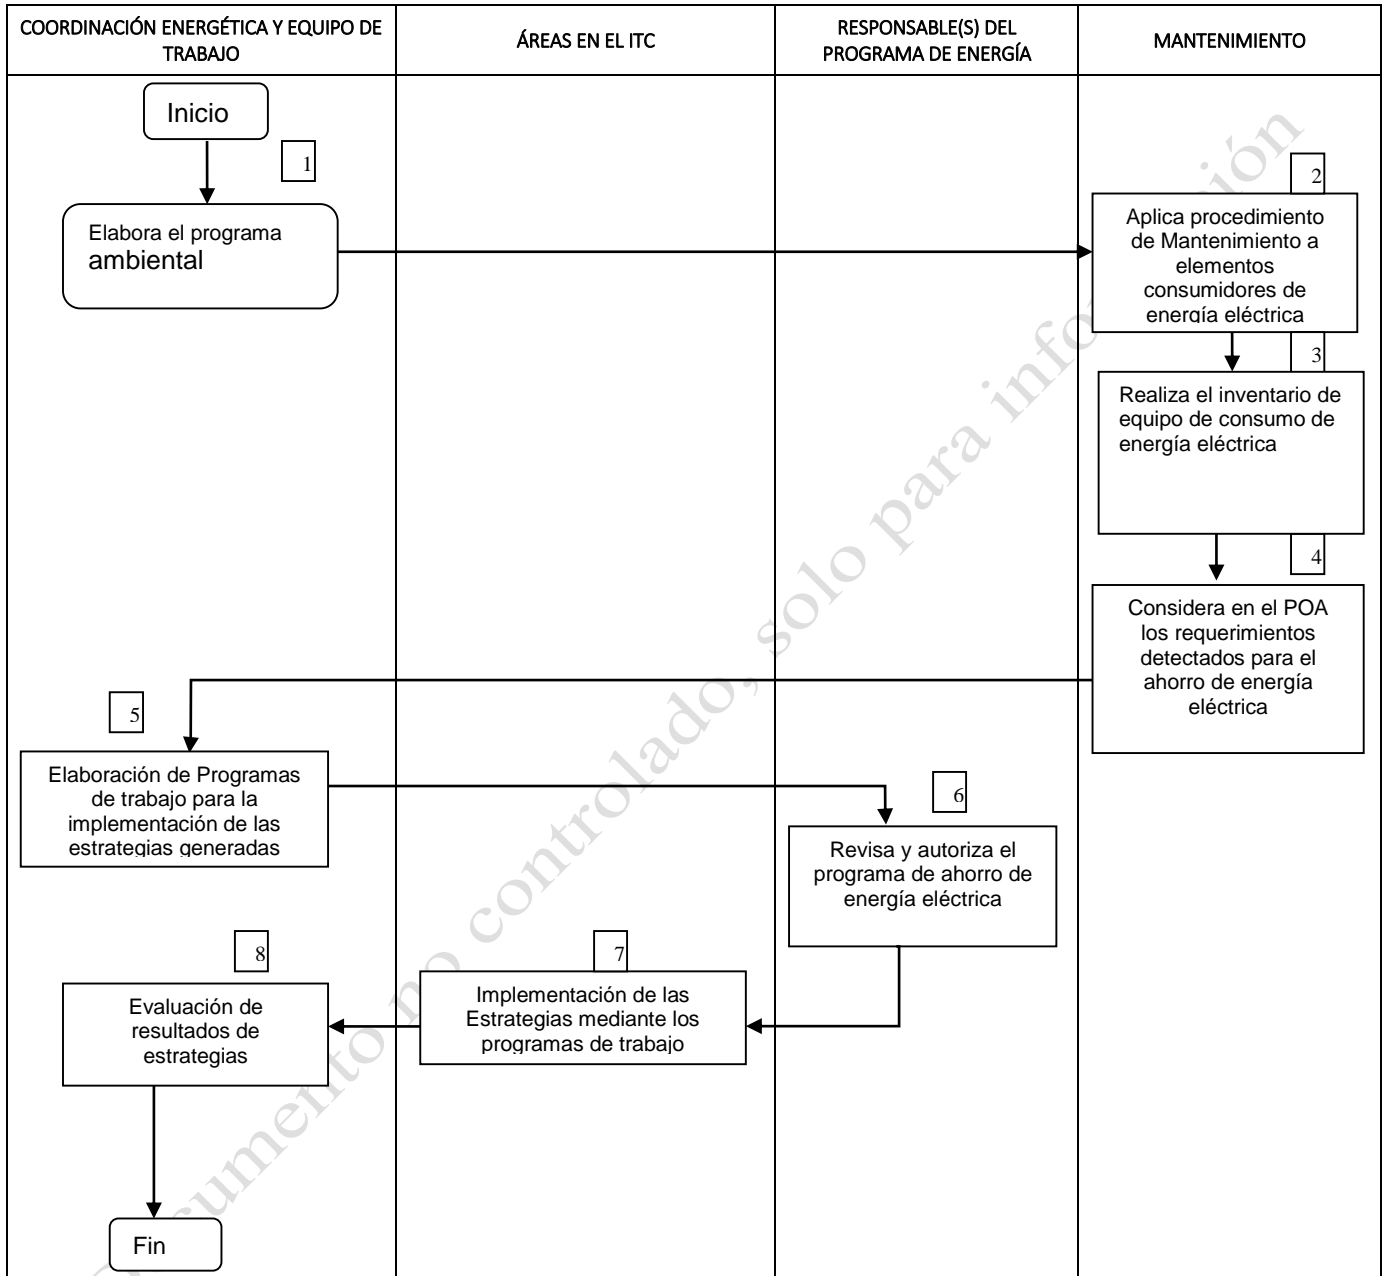 COORDINACIÓN ENERGÉTICA Y EQUIPO DE
TRABAJO
ÁREAS EN EL ITC
RESPONSABLE(S) DEL
PROGRAMA DE ENERGÍA
MANTENIMIENTO
Inicio
1
Elabora el programa
ambiental
2
Aplica procedimiento
de Mantenimiento a
elementos
consumidores de
energía eléctrica
3
Realiza el inventario de
equipo de consumo de
energía eléctrica
4
Considera en el POA
los requerimientos
detectados para el
ahorro de energía
eléctrica
5
Elaboración de Programas
de trabajo para la
implementación de las
estrategias generadas
6
Revisa y autoriza el
programa de ahorro de
energía eléctrica
7
Implementación de las
Estrategias mediante los
programas de trabajo
8
Evaluación de
resultados de
estrategias
Fin
no controlado, solo para